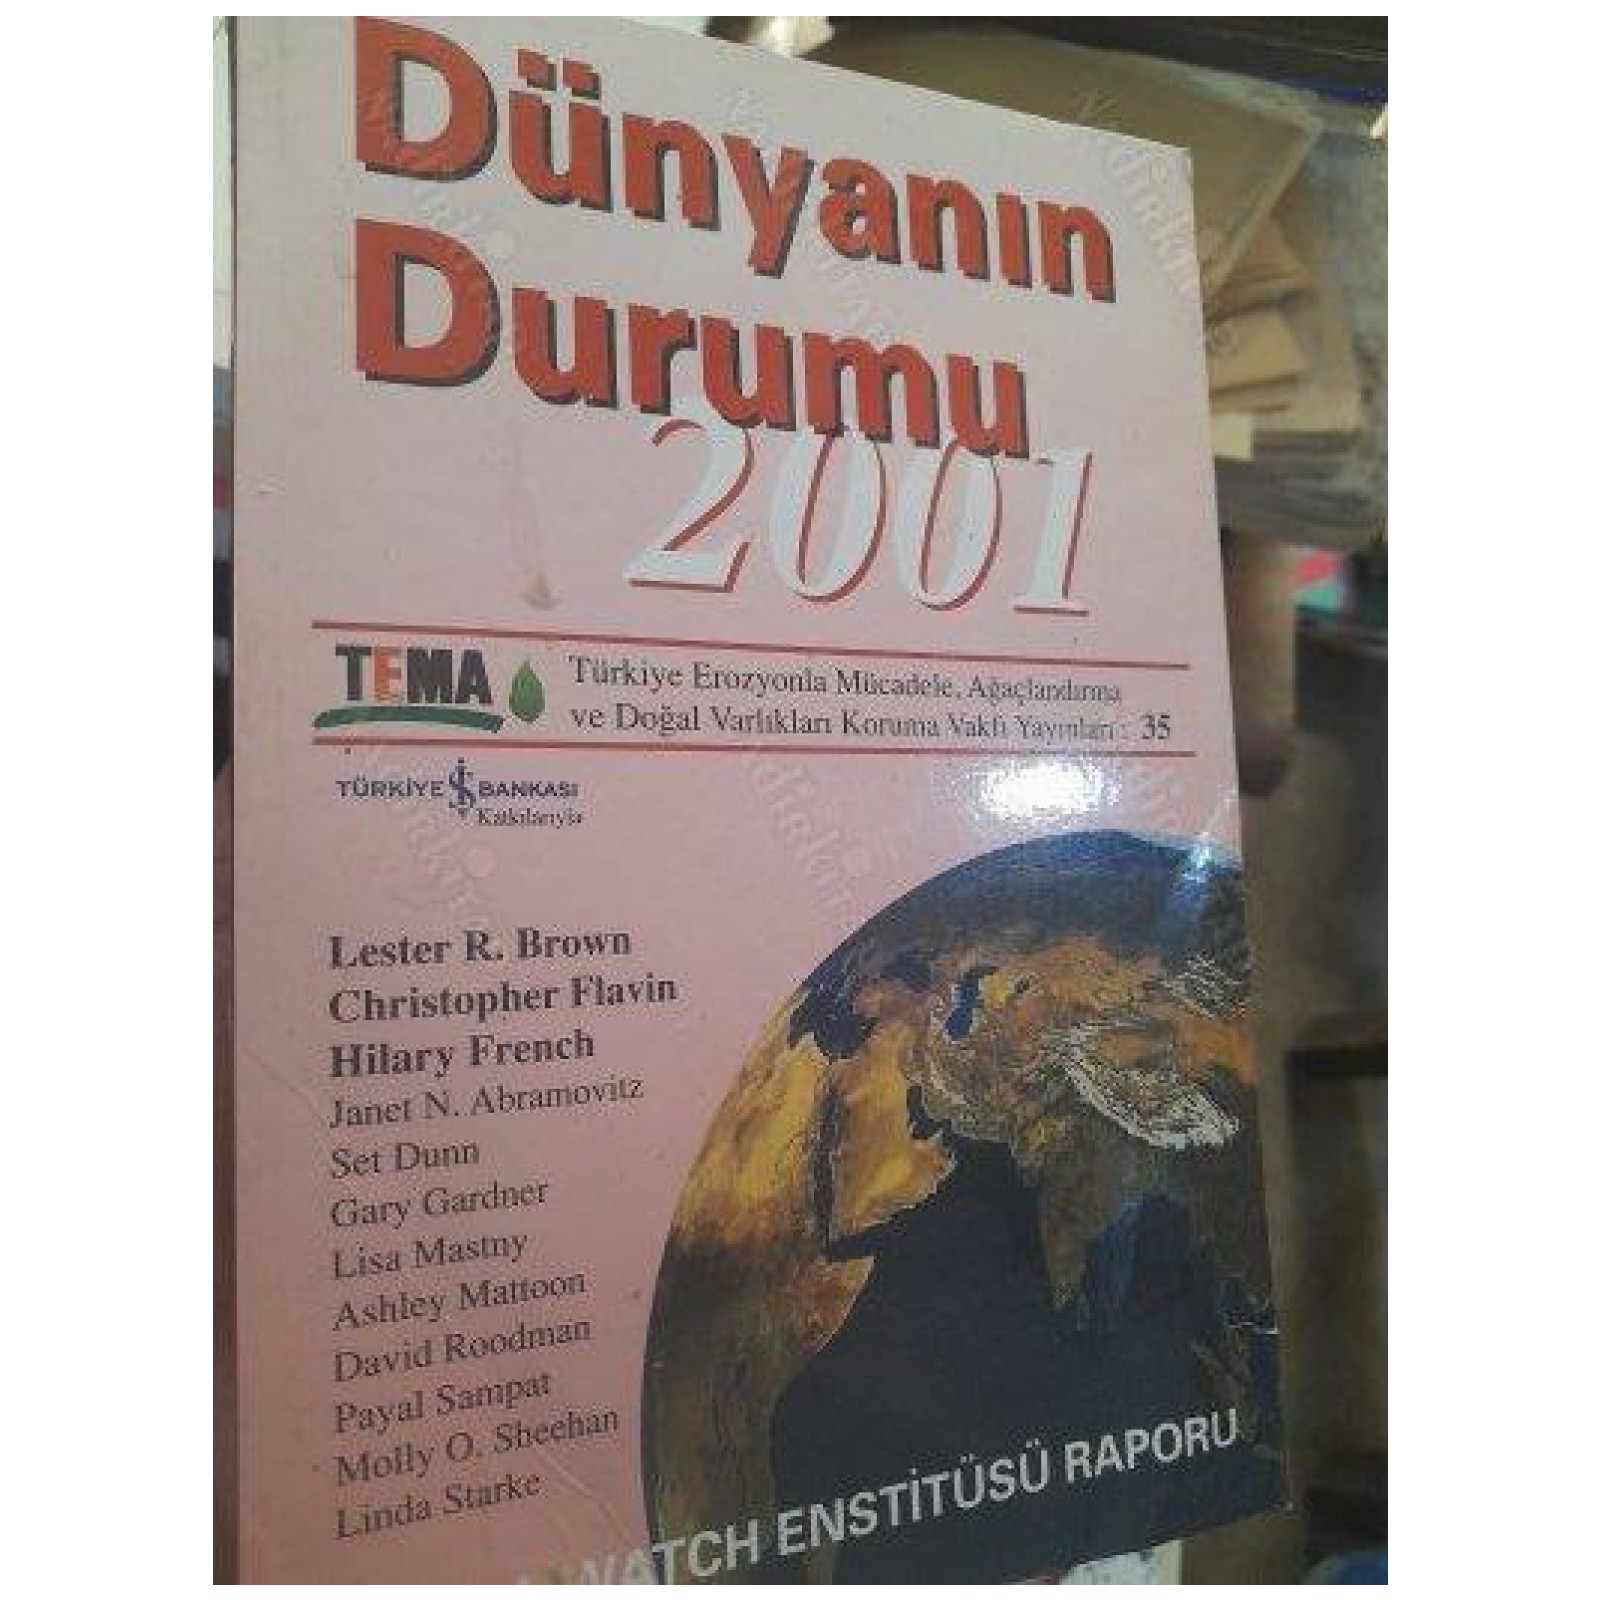 Dünyanın
Durumu
2001
TEMA
Türkiye Erozyonla Mücadele, Ağaçlandırma
ve Doğal Varlıkları Koruma Vakfı Yayınları : 35
TÜRKİYE İŞ BANKASI
Katkılarıyla
Lester R. Brown
Christopher Flavin
Hilary French
Janet N. Abramovitz
Set Dunn
Gary Gardner
Lisa Mastny
Ashley Mattoon
David Roodman
Payal Sampat
Molly O. Sheehan
Linda Starke
WATCH ENSTİTÜSÜ RAPORU